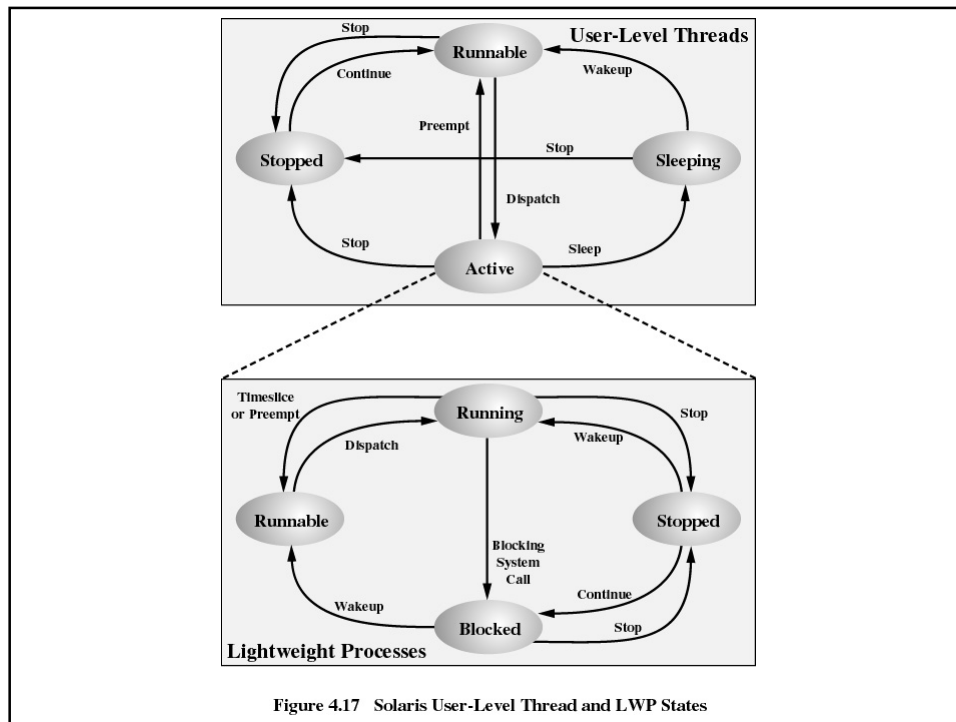 User-Level Threads
Stop
Runnable
Continue
Wakeup
Preempt
Stopped
Stop
Sleeping
Dispatch
Stop
Sleep
Active
Timeslice
or Preempt
Running
Stop
Dispatch
Wakeup
Runnable
Stopped
Blocking
System
Call
Wakeup
Continue
Blocked
Stop
Lightweight Processes
Figure 4.17 Solaris User-Level Thread and LWP States